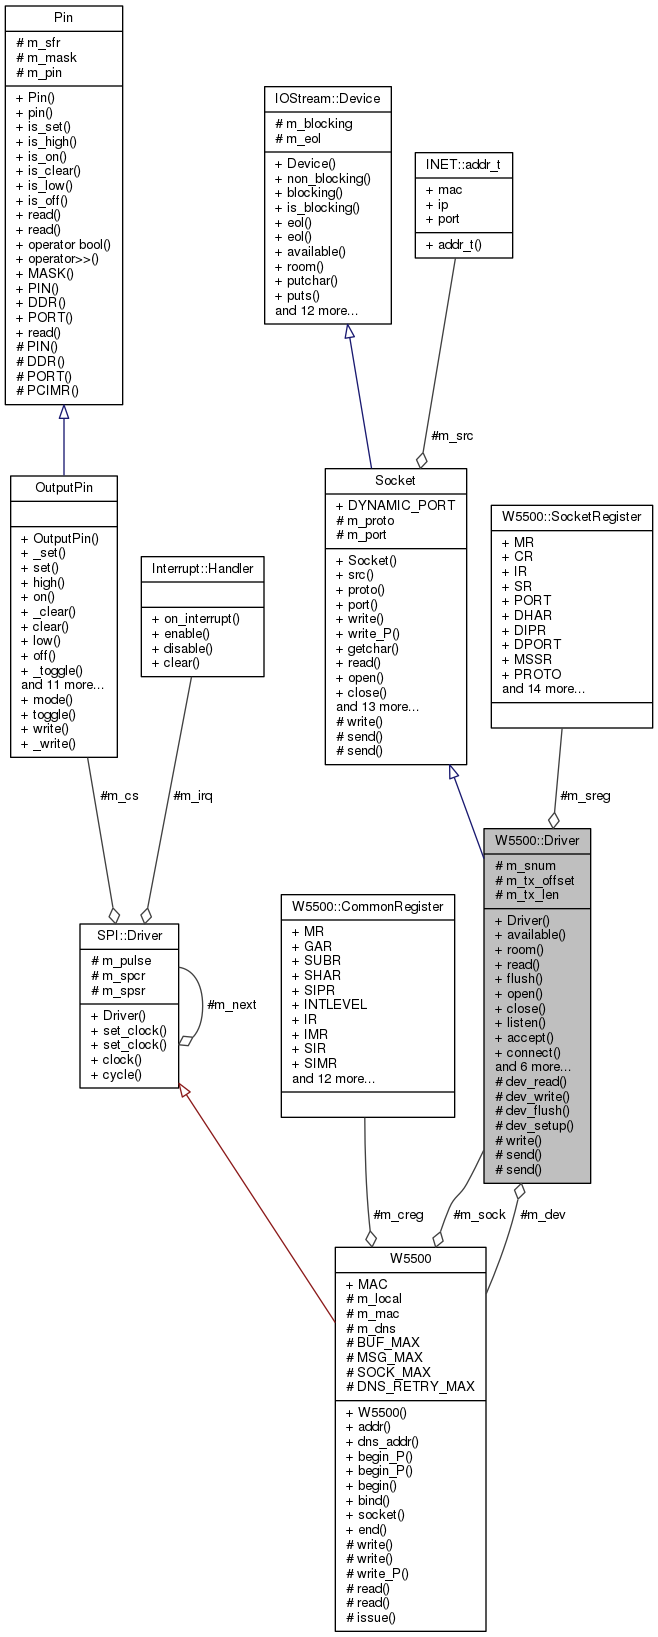 Pin
# m_sfr
# m_mask
# m_pin
+ Pin()
+ pin()
+ is_set()
+ is_high()
+ is_on()
+ is_clear()
+ is_low()
+ is_off()
+ read()
+ read()
+ operator bool()
+ operator>>()
+ MASK()
+ PIN()
+ DDR()
+ PORT()
+ read()
# PIN()
# DDR()
# PORT()
# PCIMR()
IOStream::Device
# m_blocking
# m_eol
+ Device()
+ non_blocking()
+ blocking()
+ is_blocking()
+ eol()
+ eol()
+ available()
+ room()
+ putchar()
+ puts()
and 12 more...
INET::addr_t
+ mac
+ ip
+ port
+ addr_t()
#m_src
OutputPin
+ OutputPin()
+ _set()
+ set()
+ high()
+ on()
+ _clear()
+ clear()
+ low()
+ off()
+ _toggle()
and 11 more...
+ mode()
+ toggle()
+ write()
+ _write()
Interrupt::Handler
+ on_interrupt()
+ enable()
+ disable()
+ clear()
Socket
+ DYNAMIC_PORT
# m_proto
# m_port
+ Socket()
+ src()
+ proto()
+ port()
+ write()
+ write_P()
+ getchar()
+ read()
+ open()
+ close()
and 13 more...
# write()
# send()
# send()
W5500::SocketRegister
+ MR
+ CR
+ IR
+ SR
+ PORT
+ DHAR
+ DIPR
+ DPORT
+ MSSR
+ PROTO
and 14 more...
#m_cs
#m_irq
#m_sreg
SPI::Driver
# m_pulse
# m_spcr
# m_spsr
+ Driver()
+ set_clock()
+ set_clock()
+ clock()
+ cycle()
#m_next
W5500::CommonRegister
+ MR
+ GAR
+ SUBR
+ SHAR
+ SIPR
+ INTLEVEL
+ IR
+ IMR
+ SIR
+ SIMR
and 12 more...
W5500::Driver
# m_snum
# m_tx_offset
# m_tx_len
+ Driver()
+ available()
+ room()
+ read()
+ flush()
+ open()
+ close()
+ listen()
+ accept()
+ connect()
and 6 more...
# dev_read()
# dev_write()
# dev_flush()
# dev_setup()
# write()
# send()
# send()
#m_creg
#m_sock
#m_dev
W5500
+ MAC
# m_local
# m_mac
# m_dns
# BUF_MAX
# MSG_MAX
# SOCK_MAX
# DNS_RETRY_MAX
+ W5500()
+ addr()
+ dns_addr()
+ begin_P()
+ begin_P()
+ begin()
+ bind()
+ socket()
+ end()
# write()
# write()
# write_P()
# read()
# read()
# issue()